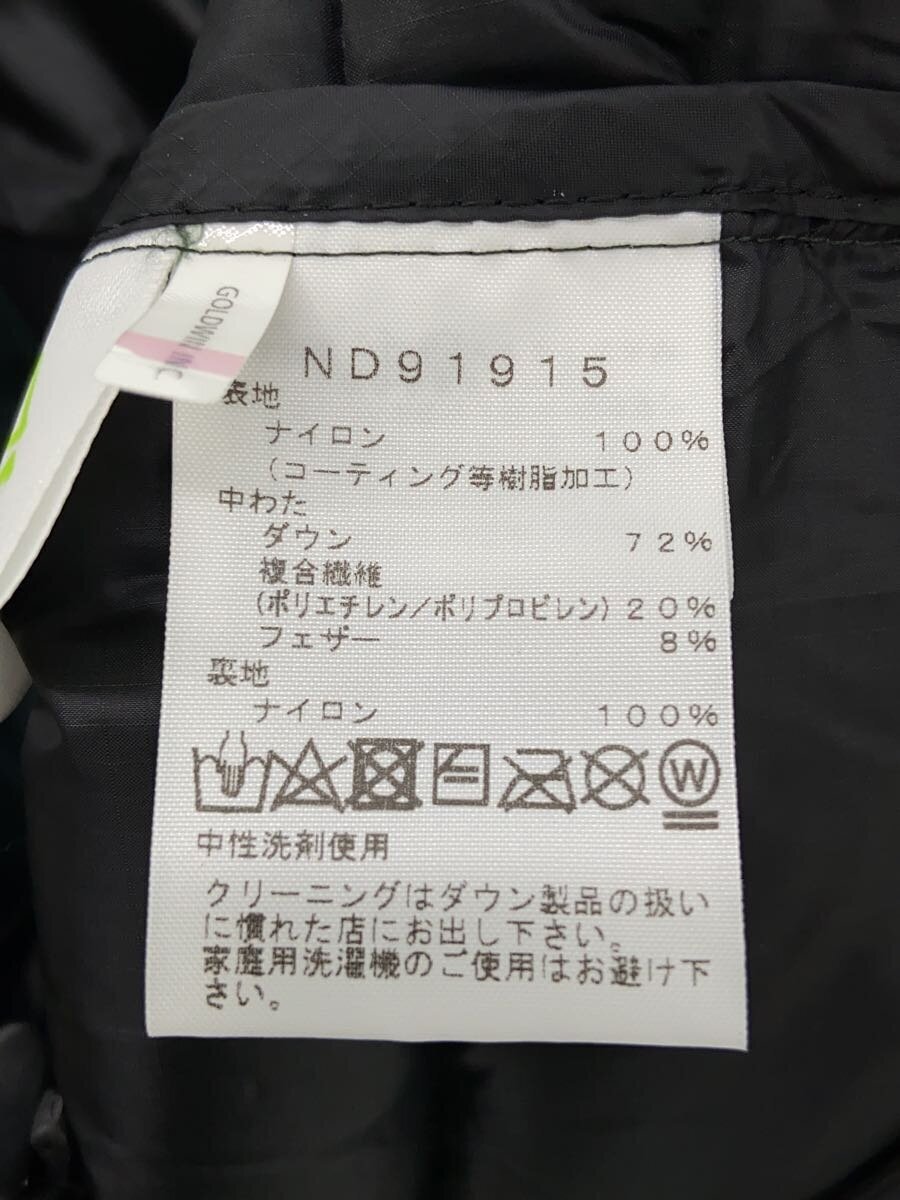 GOLDWIN INC
ND91915
表地
ナイロン 100%
(コーティング等樹脂加工)
中わた
ダウン 72%
複合繊維
(ポリエチレン/ポリプロピレン) 20%
フェザー 8%
裏地
ナイロン 100%
W
中性洗剤使用
クリーニングはダウン製品の扱い
に慣れた店にお出し下さい。
家庭用洗濯機のご使用はお避け下
さい。